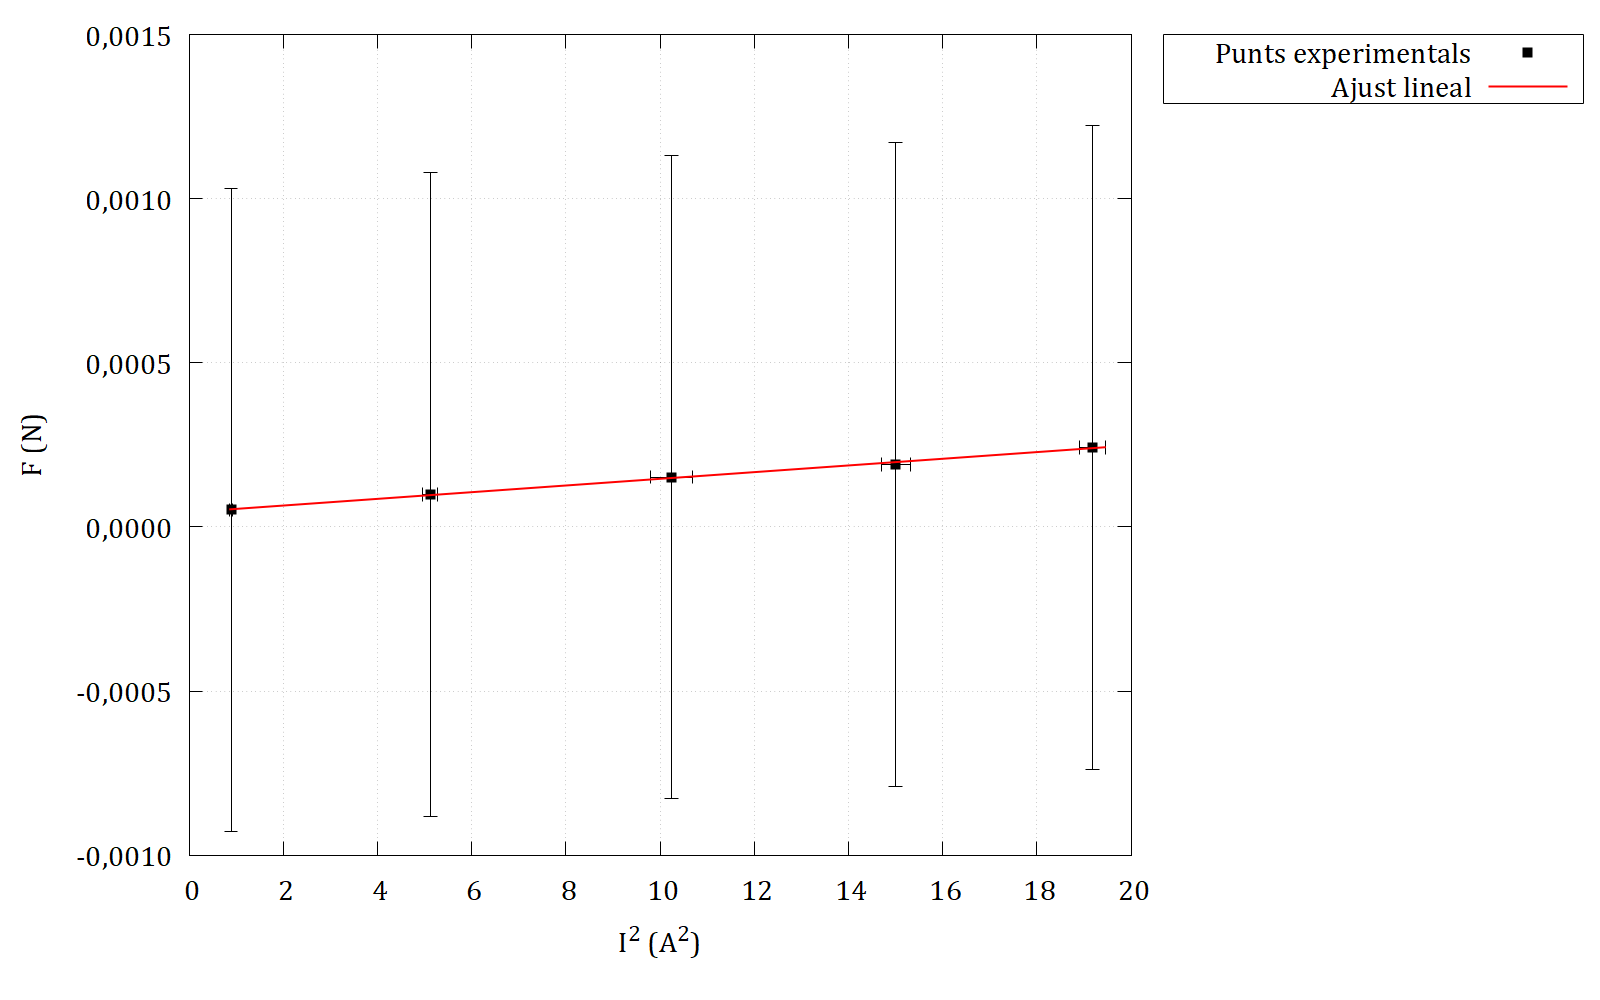 Punts experimentals
Ajust lineal
0,0015
0,0010
0,0005
0,0000
-0,0005
-0,0010
F (N)
0 2 4 6 8 10 12 14 16 18 20
I² (A²)